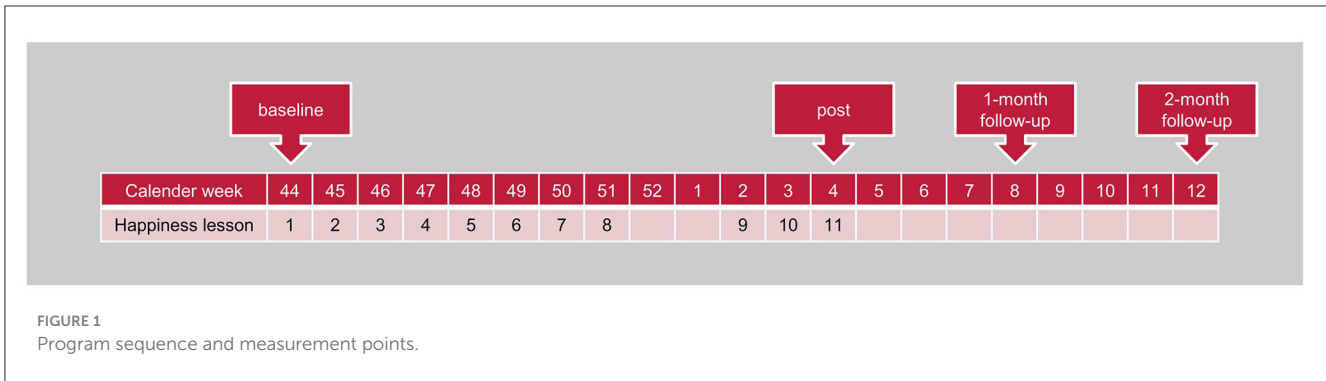 baseline
post
1-month
follow-up
2-month
follow-up
Calender week 44 45 46 47 48 49 50 51 52 1 2 3 4 5 6 7 8 9 10 11 12
Happiness lesson 1 2 3 4 5 6 7 8 9 10 11
FIGURE 1
Program sequence and measurement points.